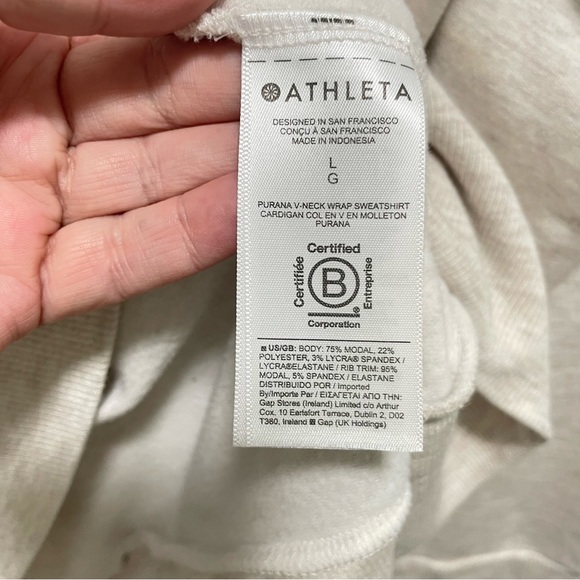 ATHLETA
DESIGNED IN SAN FRANCISCO
CONÇU À SAN FRANCISCO
MADE IN INDONESIA
L
G
PURANA V-NECK WRAP SWEATSHIRT
CARDIGAN COL EN V EN MOLLETON
PURANA
Certified
Certifiée
B
®
Entreprise
Corporation
US/GB: BODY: 75% MODAL, 22%
POLYESTER, 3% LYCRA® SPANDEX /
LYCRA®ELASTANE / RIB TRIM: 95%
MODAL, 5% SPANDEX / ELASTANE
DISTRIBUIDO POR / Imported
By/Importe Par / ΕΙΣΑΓΕΤΑΙ ΑΠΟ ΤΗΝ:
Gap Stores (Ireland) Limited c/o Arthur
Cox, 10 Earlsfort Terrace, Dublin 2, D02
T380, Ireland Gap (UK Holdings)